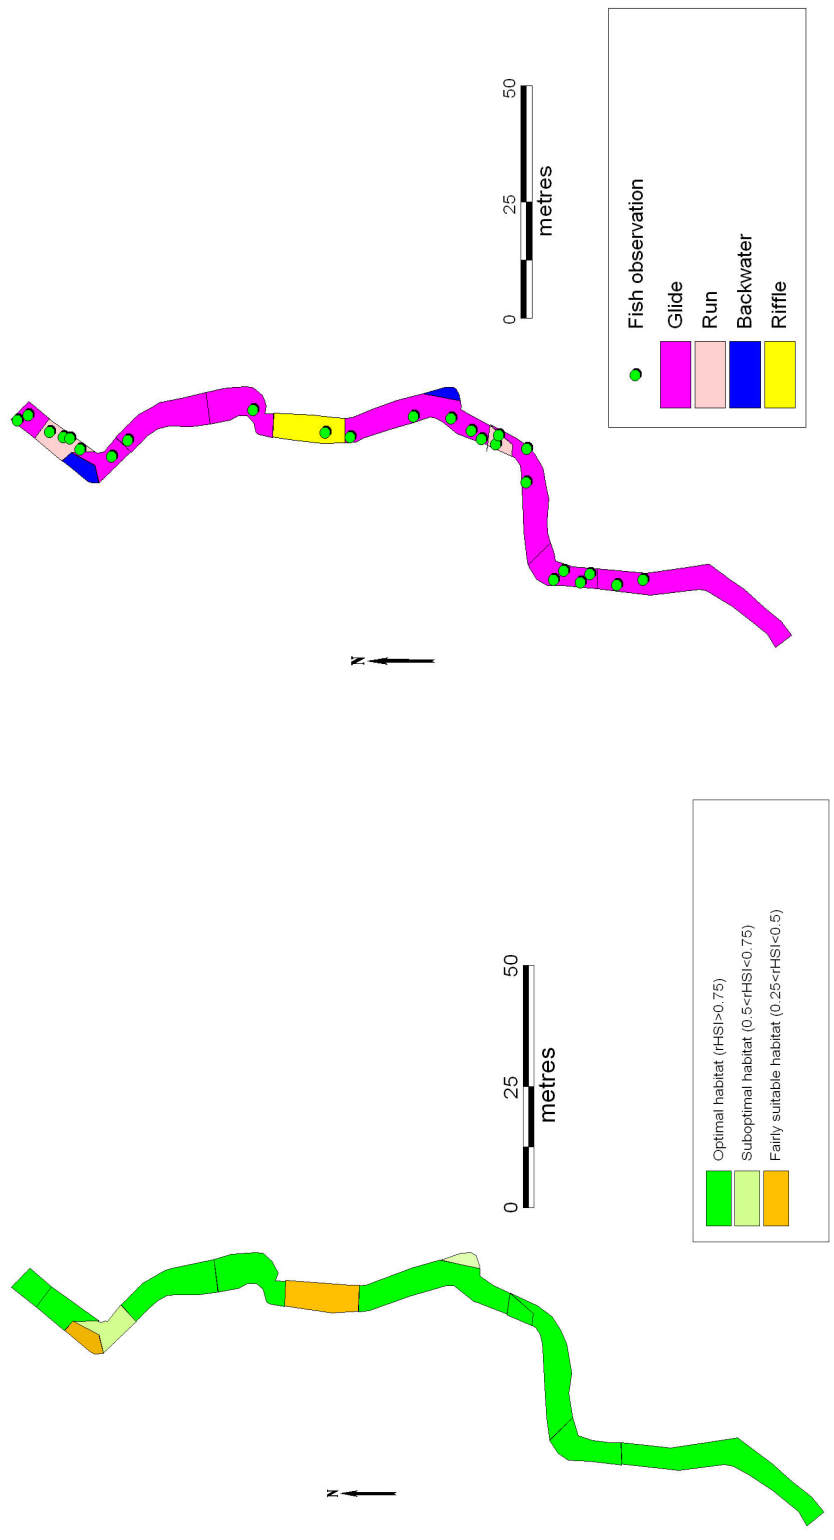 0 25 50
metres
Fish observation
Glide
Run
Backwater
Riffle
N
0 25 50
metres
Optimal habitat (rHSI>0.75)
Suboptimal habitat (0.5<rHSI<0.75)
Fairly suitable habitat (0.25<rHSI<0.5)
N